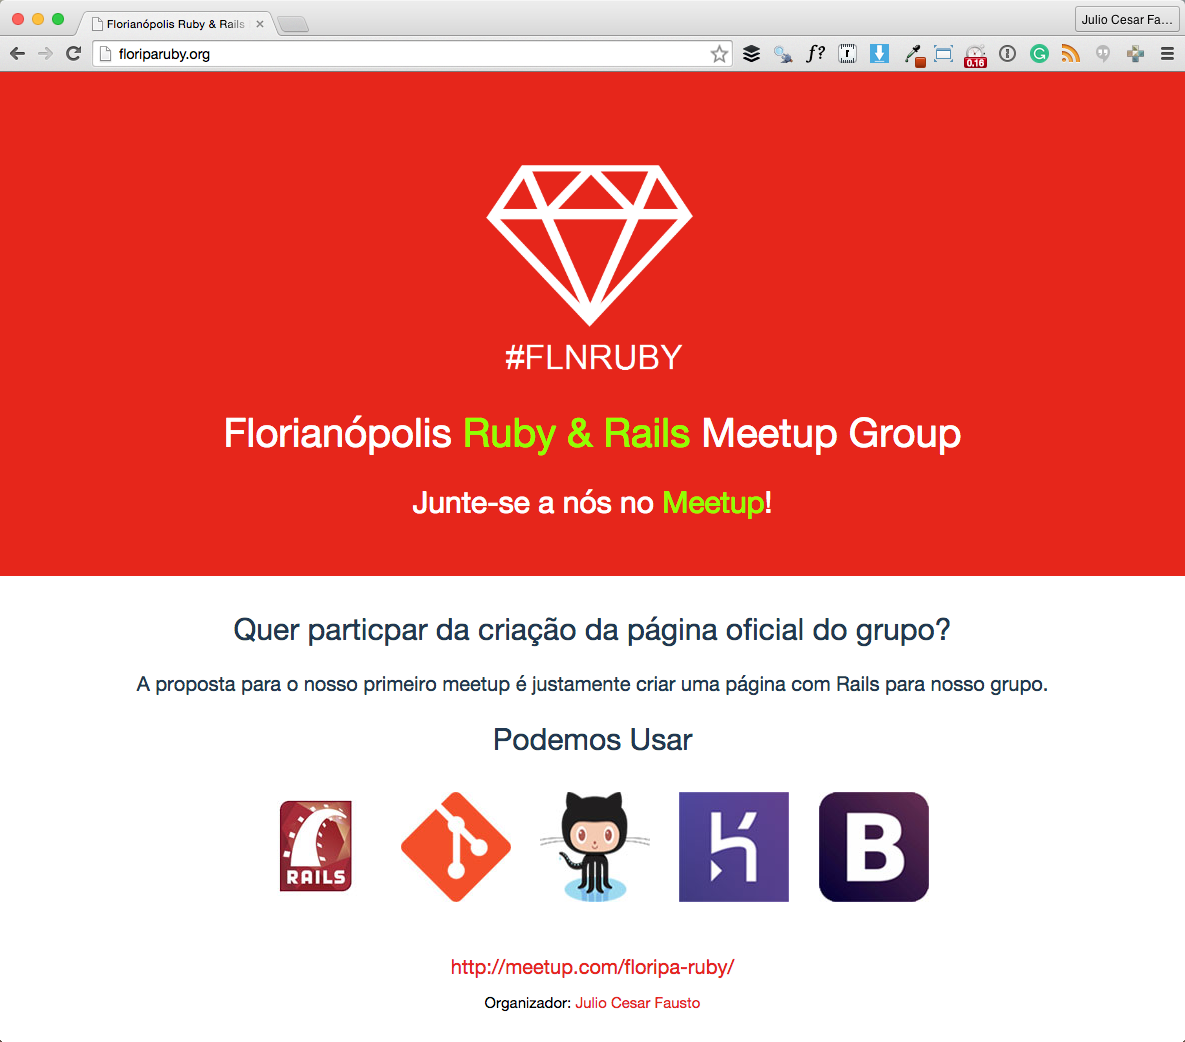 Florianópolis Ruby & Rails
Julio Cesar Fa...
floriparuby.org
f?
0.16
#FLNRUBY
Florianópolis Ruby & Rails Meetup Group
Junte-se a nós no Meetup!
Quer particpar da criação da página oficial do grupo?
A proposta para o nosso primeiro meetup é justamente criar uma página com Rails para nosso grupo.
Podemos Usar
RAILS
B
http://meetup.com/floripa-ruby/
Organizador: Julio Cesar Fausto